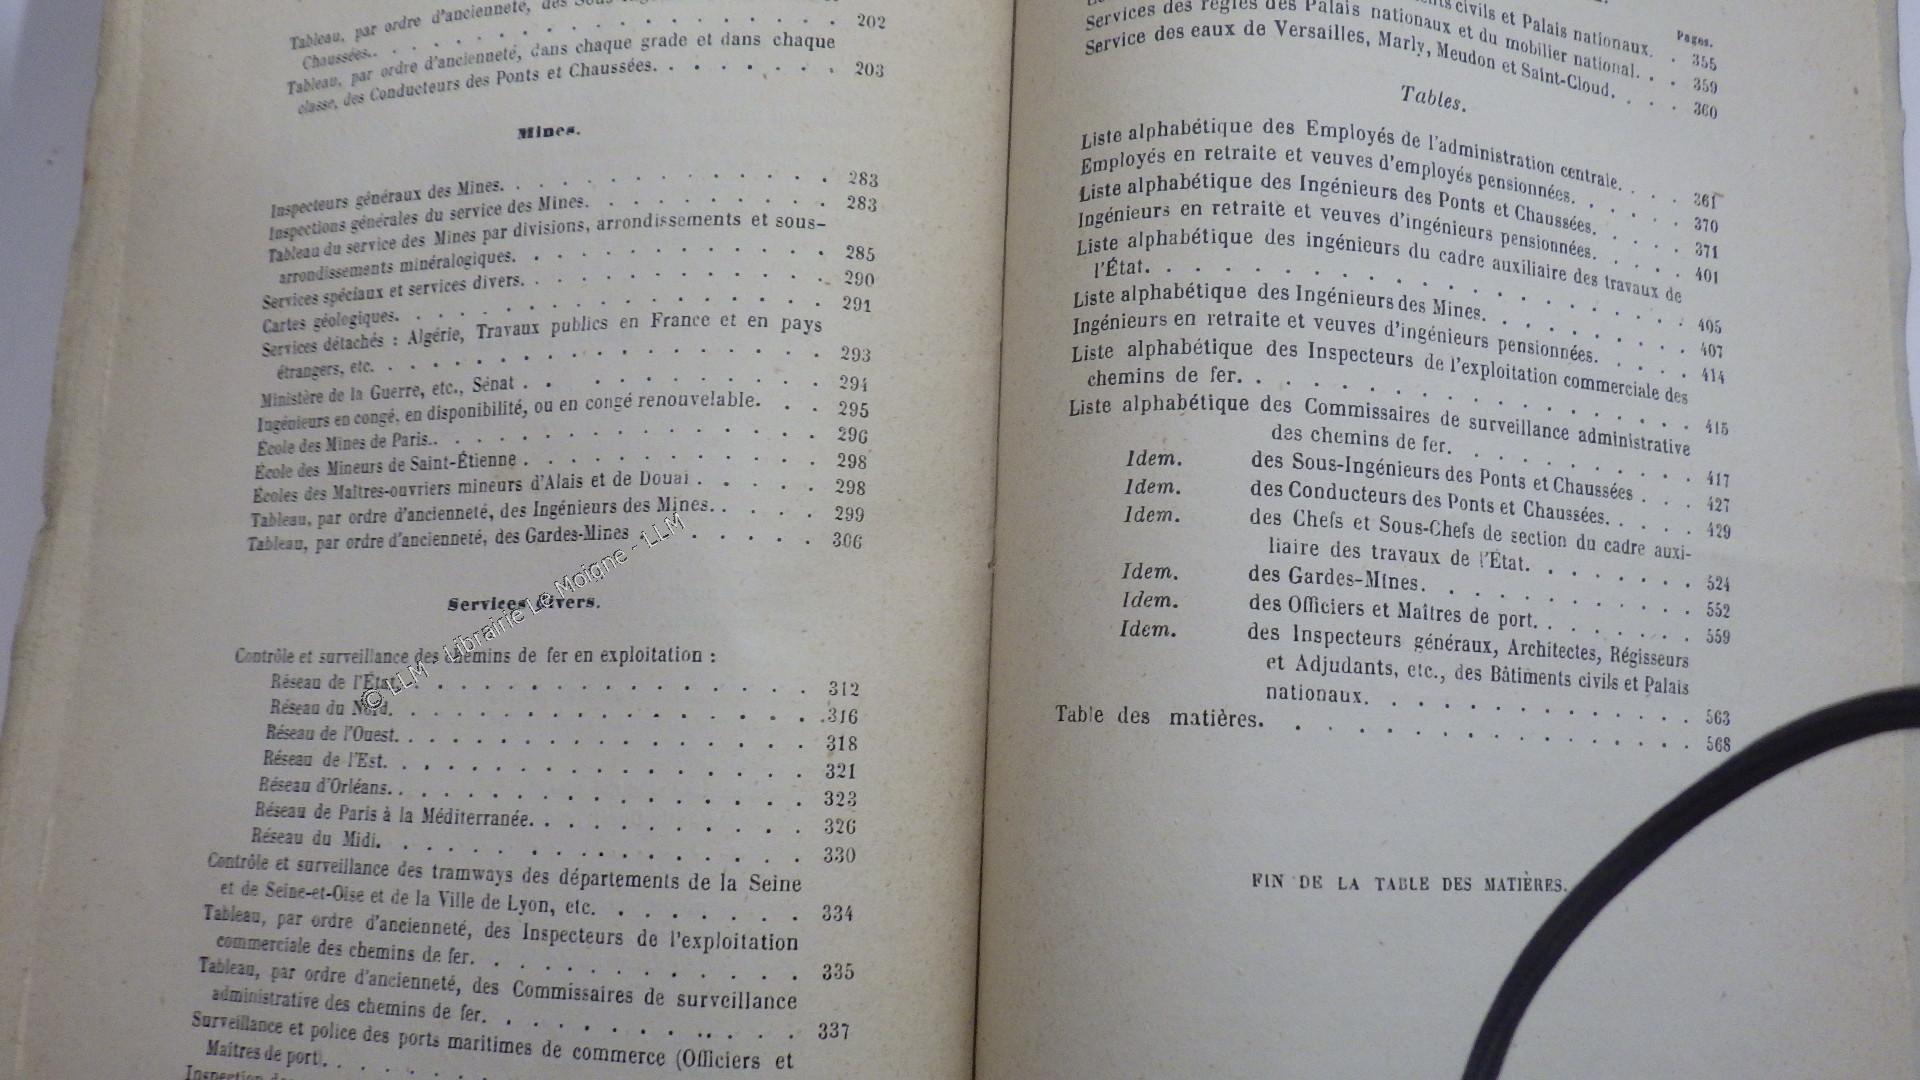 Tableau, par ordre d'ancienneté, des
Chaussées. 202
Tableau, par ordre d'ancienneté, dans chaque grade et dans chaque
classe, des Conducteurs des Ponts et Chaussées. 203
Mines.
Inspecteurs généraux des Mines. 283
Inspections générales du service des Mines. 283
Tableau du service des Mines par divisions, arrondissements et sous-
arrondissements minéralogiques. 285
Services spéciaux et services divers. 290
Cartes géologiques. 291
Services détachés : Algérie, Travaux publics en France et en pays
étrangers, etc. 293
Ministère de la Guerre, etc., Sénat . 294
Ingénieurs en congé, en disponibilité, ou en congé renouvelable. 295
École des Mines de Paris. 296
École des Mineurs de Saint-Étienne . 298
Écoles des Maîtres-ouvriers mineurs d'Alais et de Douai . 298
Tableau, par ordre d'ancienneté, des Ingénieurs des Mines. 299
Tableau, par ordre d'ancienneté, des Gardes-Mines . 306
Services divers.
Contrôle et surveillance des chemins de fer en exploitation :
Réseau de l'État. 312
Réseau du Nord. 316
Réseau de l'Ouest. 318
Réseau de l'Est. 321
Réseau d'Orléans. 323
Réseau de Paris à la Méditerranée. 326
Réseau du Midi. 330
Contrôle et surveillance des tramways des départements de la Seine
et de Seine-et-Oise et de la Ville de Lyon, etc. 334
Tableau, par ordre d'ancienneté, des Inspecteurs de l'exploitation
commerciale des chemins de fer. 335
Tableau, par ordre d'ancienneté, des Commissaires de surveillance
administrative des chemins de fer. 337
Surveillance et police des ports maritimes de commerce (Officiers et
Maîtres de port).
© LLM - Librairie Le Moigne - LLM
civils et Palais nationaux. 355
Pages.
Services des régies des Palais nationaux et du mobilier national. 359
Service des eaux de Versailles, Marly, Meudon et Saint-Cloud. 360
Tables.
Liste alphabétique des Employés de l'administration centrale. 361
Employés en retraite et veuves d'employés pensionnées. 370
Liste alphabétique des Ingénieurs des Ponts et Chaussées. 371
Ingénieurs en retraite et veuves d'ingénieurs pensionnées. 401
Liste alphabétique des ingénieurs du cadre auxiliaire des travaux de
l'État. 405
Liste alphabétique des Ingénieurs des Mines. 407
Ingénieurs en retraite et veuves d'ingénieurs pensionnées. 414
Liste alphabétique des Inspecteurs de l'exploitation commerciale des
chemins de fer. 415
Liste alphabétique des Commissaires de surveillance administrative
des chemins de fer. 417
Idem. des Sous-Ingénieurs des Ponts et Chaussées . 427
Idem. des Conducteurs des Ponts et Chaussées. 429
Idem. des Chefs et Sous-Chefs de section du cadre auxi-
liaire des travaux de l'État. 524
Idem. des Gardes-Mines. 552
Idem. des Officiers et Maîtres de port. 559
Idem. des Inspecteurs généraux, Architectes, Régisseurs
et Adjudants, etc., des Bâtiments civils et Palais
nationaux. 563
Table des matières. 568
FIN DE LA TABLE DES MATIÈRES.